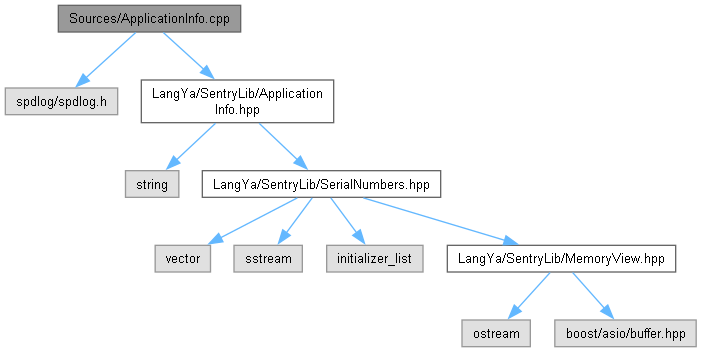 Sources/ApplicationInfo.cpp
spdlog/spdlog.h
LangYa/SentryLib/Application
Info.hpp
string
LangYa/SentryLib/SerialNumbers.hpp
vector
sstream
initializer_list
LangYa/SentryLib/MemoryView.hpp
ostream
boost/asio/buffer.hpp